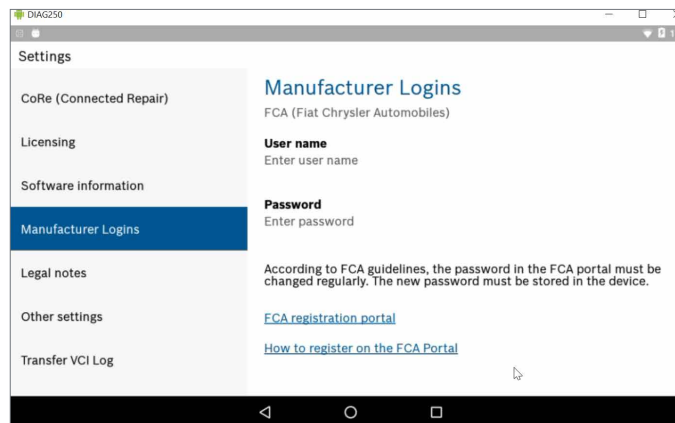 DIAG250
Settings
CoRe (Connected Repair)
Licensing
Software information
Manufacturer Logins
Legal notes
Other settings
Transfer VCI Log
Manufacturer Logins
FCA (Fiat Chrysler Automobiles)
User name
Enter user name
Password
Enter password
According to FCA guidelines, the password in the FCA portal must be
changed regularly. The new password must be stored in the device.
FCA registration portal
How to register on the FCA Portal